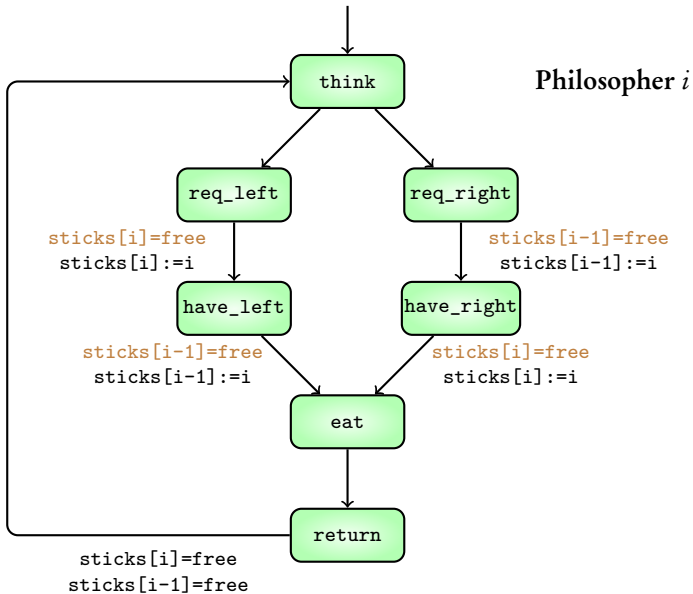 think
Philosopher i
req_left
req_right
sticks[i]=free
sticks[i]:=i
sticks[i-1]=free
sticks[i-1]:=i
have_left
have_right
sticks[i-1]=free
sticks[i-1]:=i
sticks[i]=free
sticks[i]:=i
eat
return
sticks[i]=free
sticks[i-1]=free